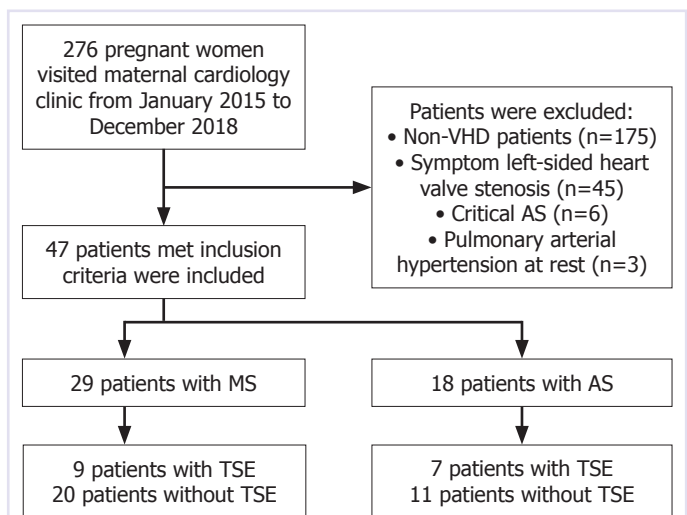 276 pregnant women
visited maternal cardiology
clinic from January 2015 to
December 2018
Patients were excluded:
• Non-VHD patients (n=175)
• Symptom left-sided heart
valve stenosis (n=45)
• Critical AS (n=6)
• Pulmonary arterial
hypertension at rest (n=3)
47 patients met inclusion
criteria were included
29 patients with MS
18 patients with AS
9 patients with TSE
20 patients without TSE
7 patients with TSE
11 patients without TSE